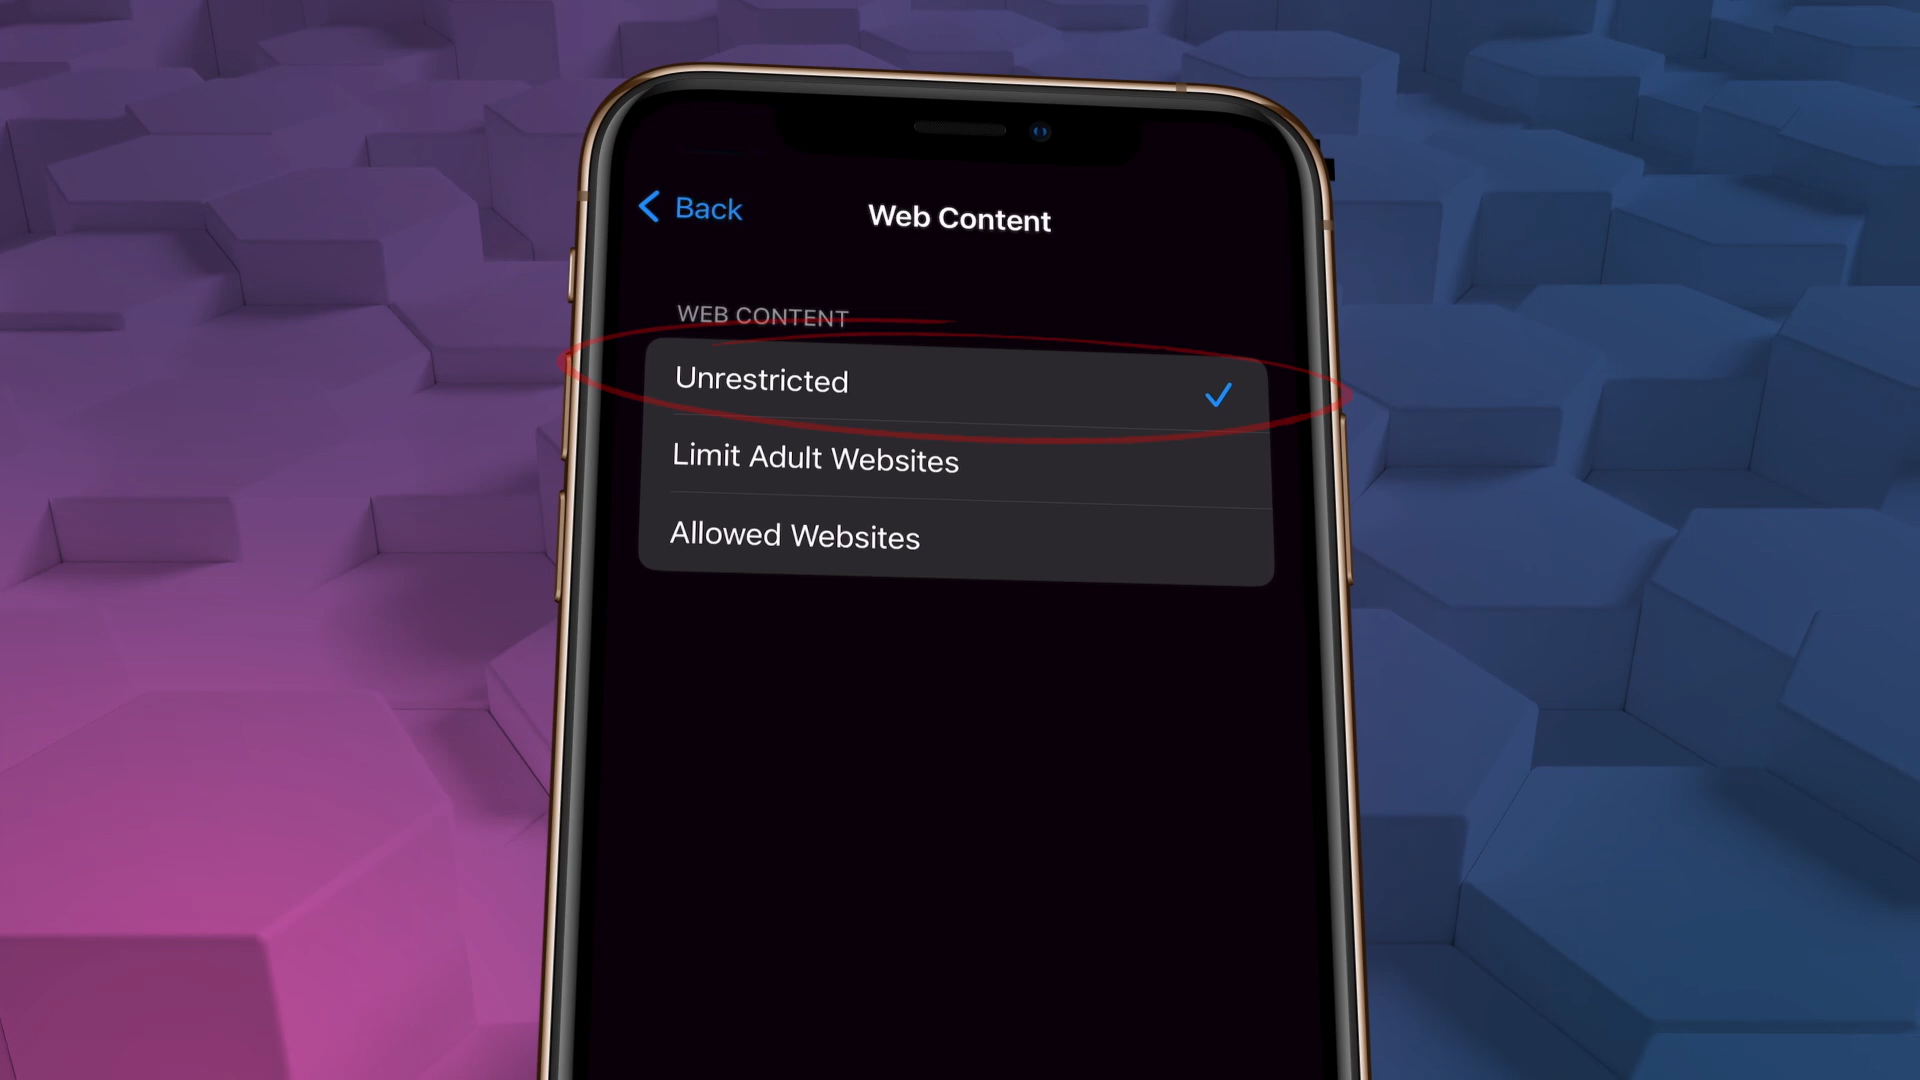 Back
Web Content
WEB CONTENT
Unrestricted
Limit Adult Websites
Allowed Websites